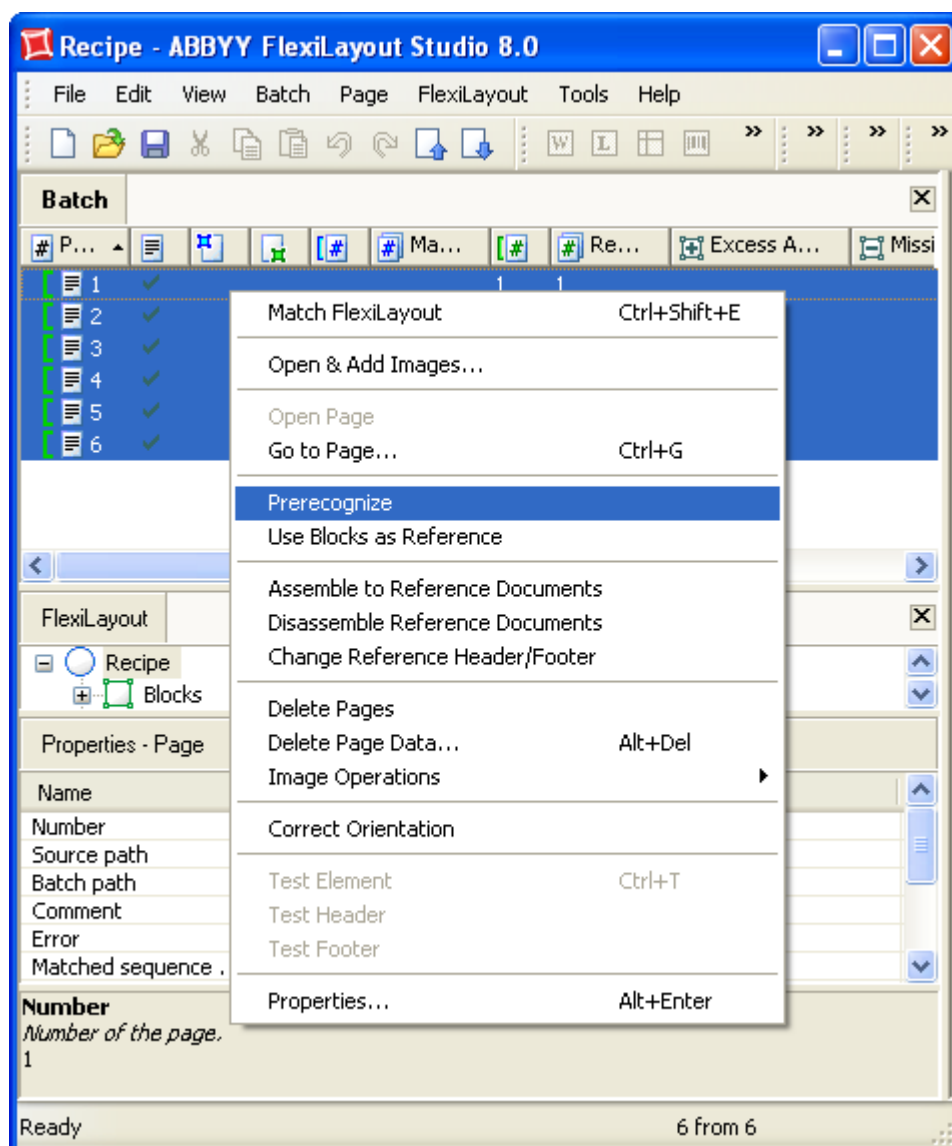 Recipe - ABBYY FlexiLayout Studio 8.0
File Edit View Batch Page FlexiLayout Tools Help
Batch
P... Ma... Re... Excess A... Missi
1 1 1
2
3
4
5
6
Match FlexiLayout Ctrl+Shift+E
Open & Add Images...
Open Page
Go to Page... Ctrl+G
Prerecognize
Use Blocks as Reference
Assemble to Reference Documents
Disassemble Reference Documents
Change Reference Header/Footer
Delete Pages
Delete Page Data... Alt+Del
Image Operations
Correct Orientation
Test Element Ctrl+T
Test Header
Test Footer
Properties... Alt+Enter
FlexiLayout
Recipe
Blocks
Properties - Page
Name
Number
Source path
Batch path
Comment
Error
Matched sequence .
Number
Number of the page.
1
Ready 6 from 6